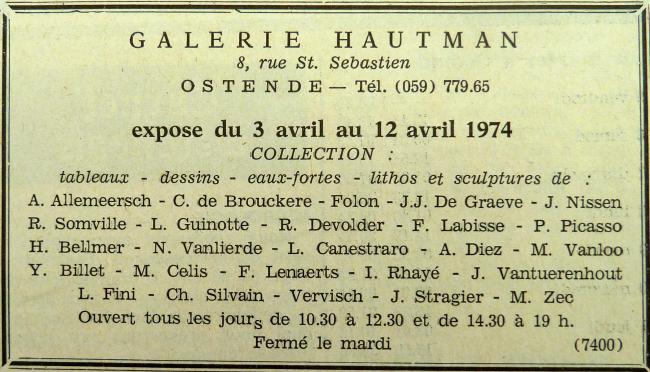 GALERIE HAUTMAN
8, rue St. Sebastien
OSTENDE — Tél. (059) 779.65
expose du 3 avril au 12 avril 1974
COLLECTION :
tableaux - dessins - eaux-fortes - lithos et sculptures de :
A. Allemeersch - C. de Brouckere - Folon - J.J. De Graeve - J. Nissen
R. Somville - L. Guinotte - R. Devolder - F. Labisse - P. Picasso
H. Bellmer - N. Vanlierde - L. Canestraro - A. Diez - M. Vanloo
Y. Billet - M. Celis - F. Lenaerts - I. Rhayé - J. Vantuerenhout
L. Fini - Ch. Silvain - Vervisch - J. Stragier - M. Zec
Ouvert tous les jours de 10.30 à 12.30 et de 14.30 à 19 h.
Fermé le mardi (7400)